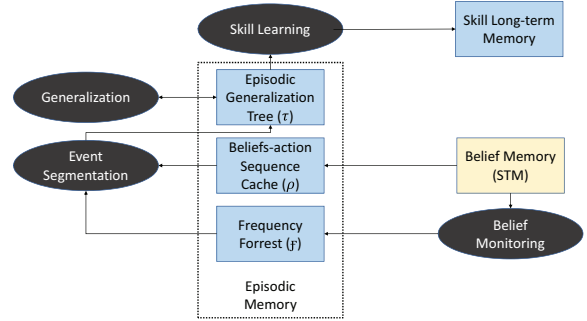 Skill Learning
Skill Long-term
Memory
Generalization
Episodic
Generalization
Tree (τ)
Event
Segmentation
Beliefs-action
Sequence
Cache (ρ)
Belief Memory
(STM)
Frequency
Forrest (ғ)
Belief
Monitoring
Episodic
Memory